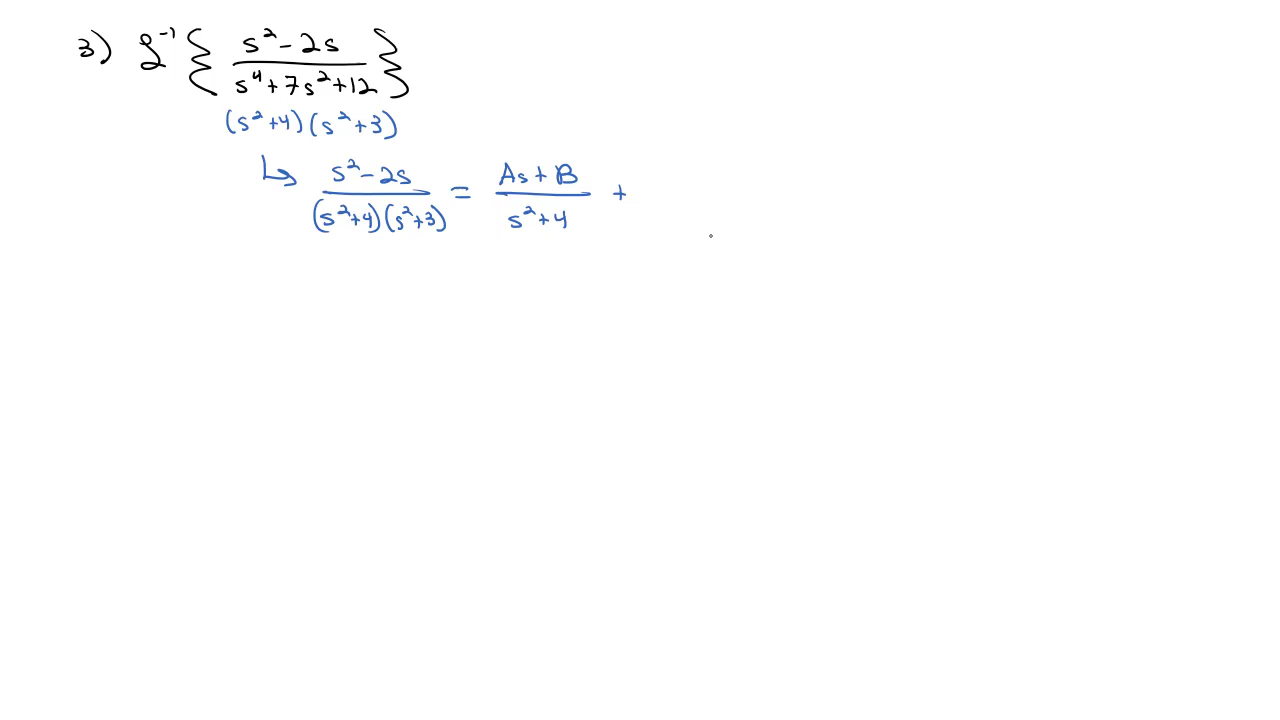 3) ℒ⁻¹ { (s² - 2s) / (s⁴ + 7s² + 12) }
(s² + 4)(s² + 3)
↳ (s² - 2s) / ((s² + 4)(s² + 3)) = (As + B) / (s² + 4) +